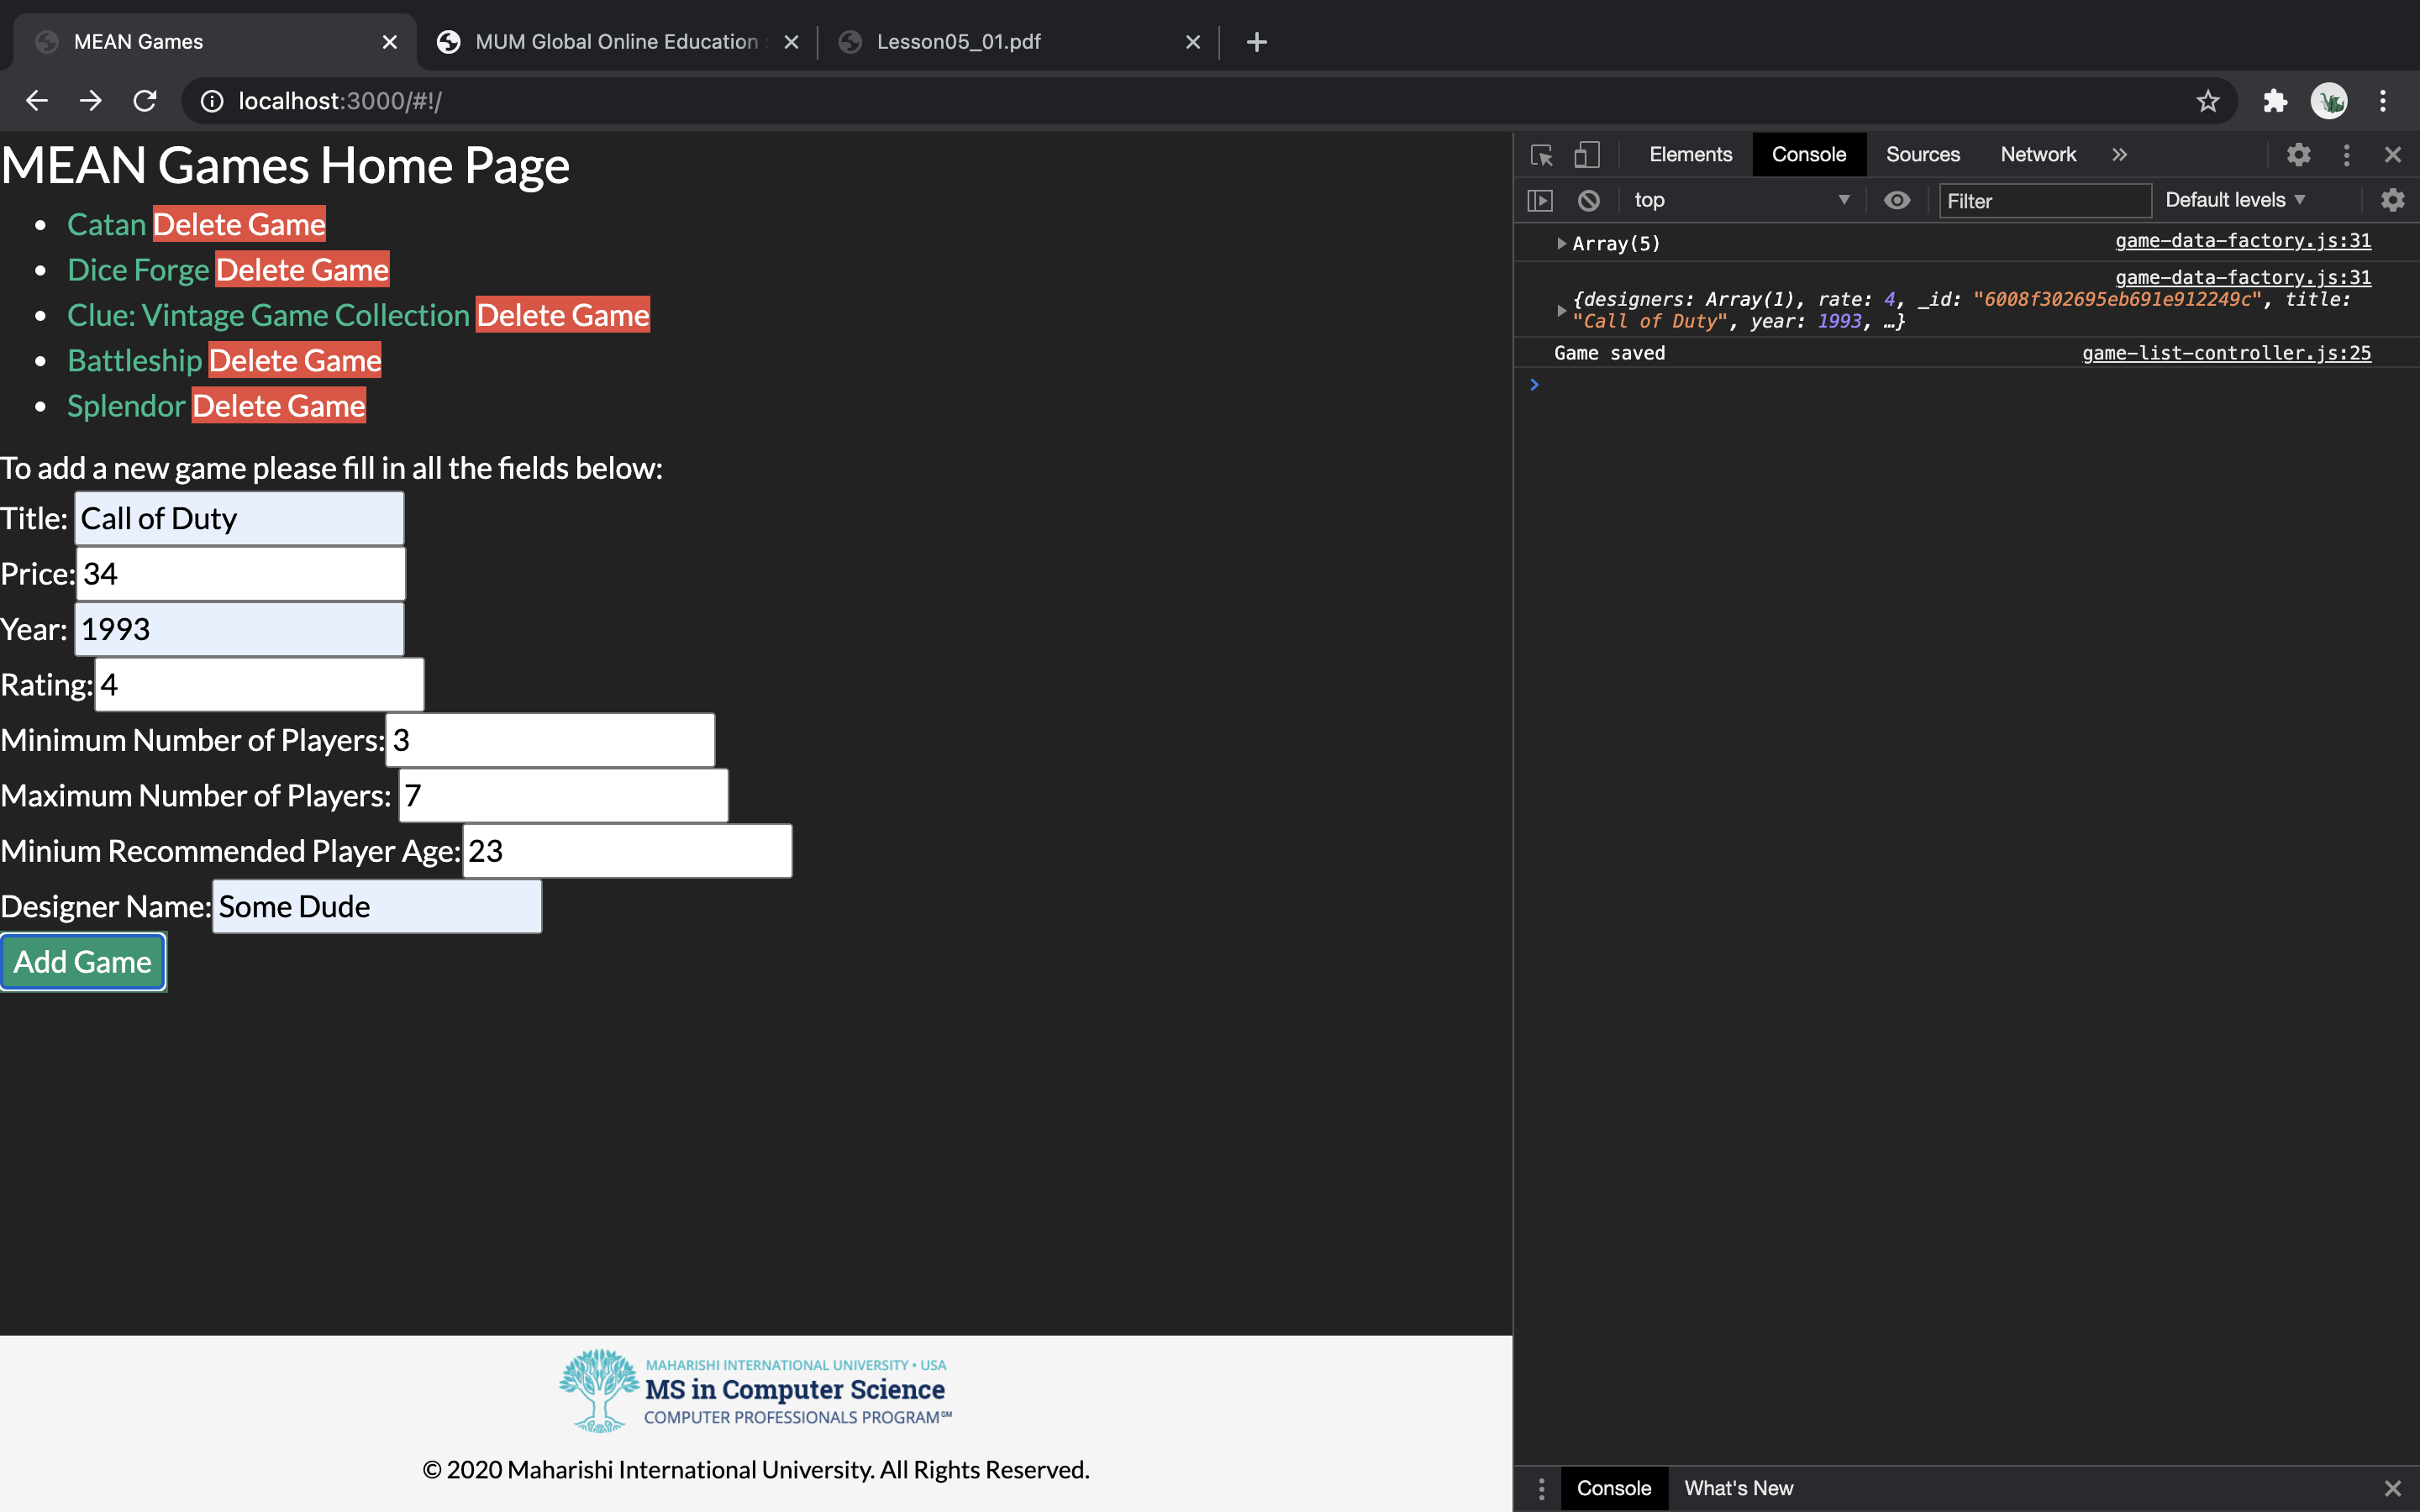 MEAN Games
MUM Global Online Education :
Lesson05_01.pdf
localhost:3000/#!/
MEAN Games Home Page
Catan Delete Game
Dice Forge Delete Game
Clue: Vintage Game Collection Delete Game
Battleship Delete Game
Splendor Delete Game
To add a new game please fill in all the fields below:
Title: Call of Duty
Price: 34
Year: 1993
Rating: 4
Minimum Number of Players: 3
Maximum Number of Players: 7
Minium Recommended Player Age: 23
Designer Name: Some Dude
Add Game
MAHARISHI INTERNATIONAL UNIVERSITY • USA
MS in Computer Science
COMPUTER PROFESSIONALS PROGRAM℠
© 2020 Maharishi International University. All Rights Reserved.
Elements Console Sources Network »
top Filter Default levels
Array(5) game-data-factory.js:31
game-data-factory.js:31
{designers: Array(1), rate: 4, _id: "6008f302695eb691e912249c", title:
"Call of Duty", year: 1993, …}
Game saved game-list-controller.js:25
Console What's New